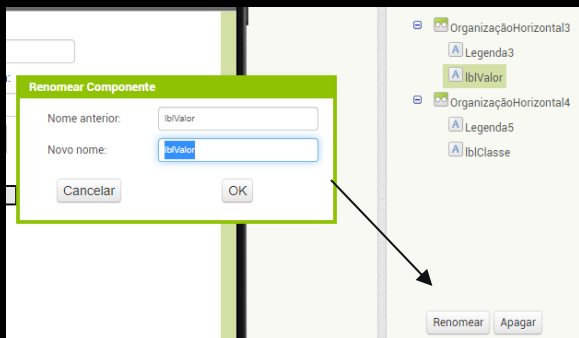 Renomear Componente
Nome anterior:
lblValor
Novo nome:
lblValor
Cancelar
OK
OrganizaçãoHorizontal3
A Legenda3
A lblValor
OrganizaçãoHorizontal4
A Legenda5
A lblClasse
Renomear
Apagar